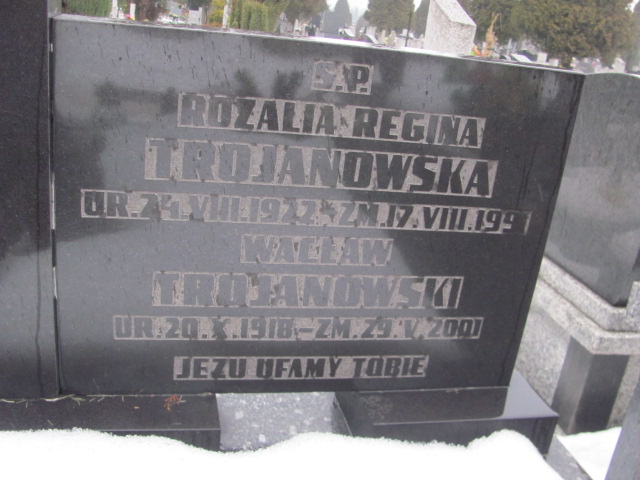 Ś.P.
ROZALIA REGINA
TROJANOWSKA
UR.24.VIII.1922-ZM.17.VIII.1991
WACŁAW
TROJANOWSKI
UR.20.X.1918-ZM.29.V.2001
JEZU UFAMY TOBIE